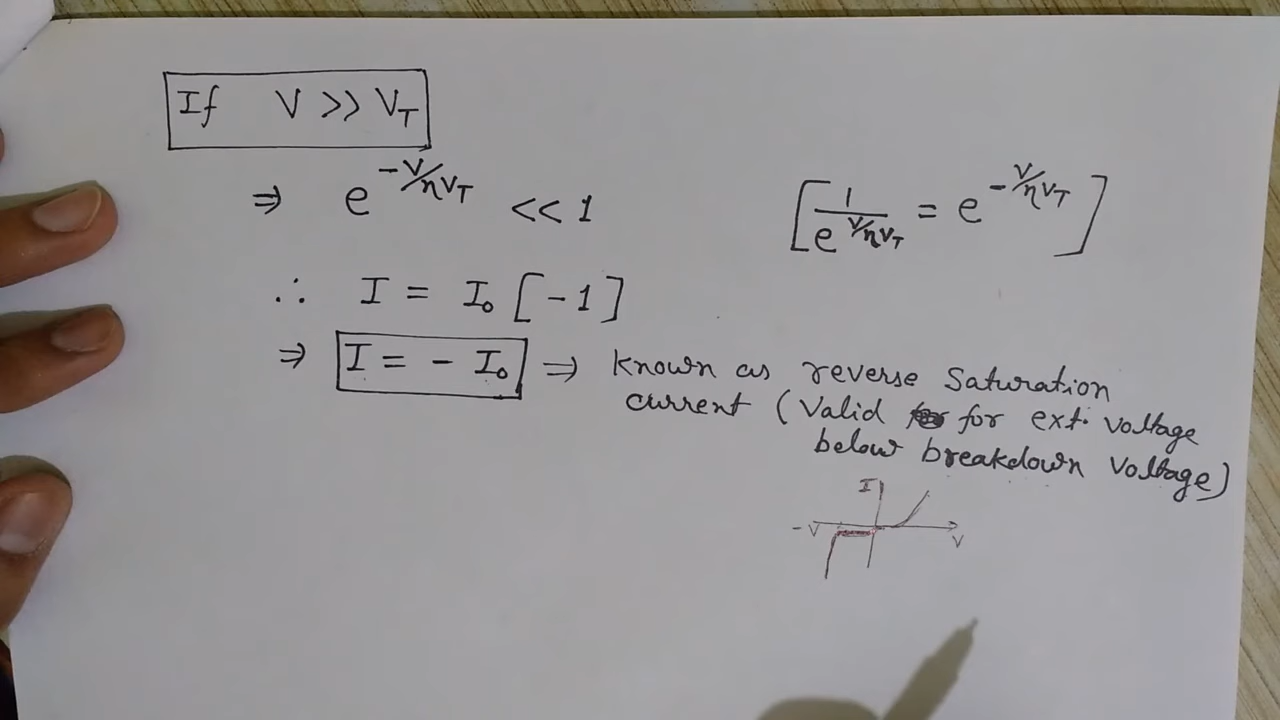 If V >> V_T
⇒ e^{-V/ηV_T} << 1 [1/e^{V/ηV_T} = e^{-V/ηV_T}]
∴ I = I₀ [-1]
⇒ I = - I₀ ⇒ Known as reverse saturation
current (Valid for ext. voltage
below breakdown voltage)
I
-V
V